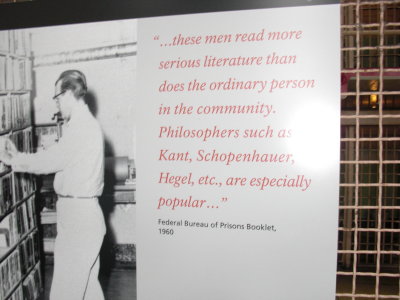 “…these men read more
serious literature than
does the ordinary person
in the community.
Philosophers such as
Kant, Schopenhauer,
Hegel, etc., are especially
popular…”
Federal Bureau of Prisons Booklet,
1960